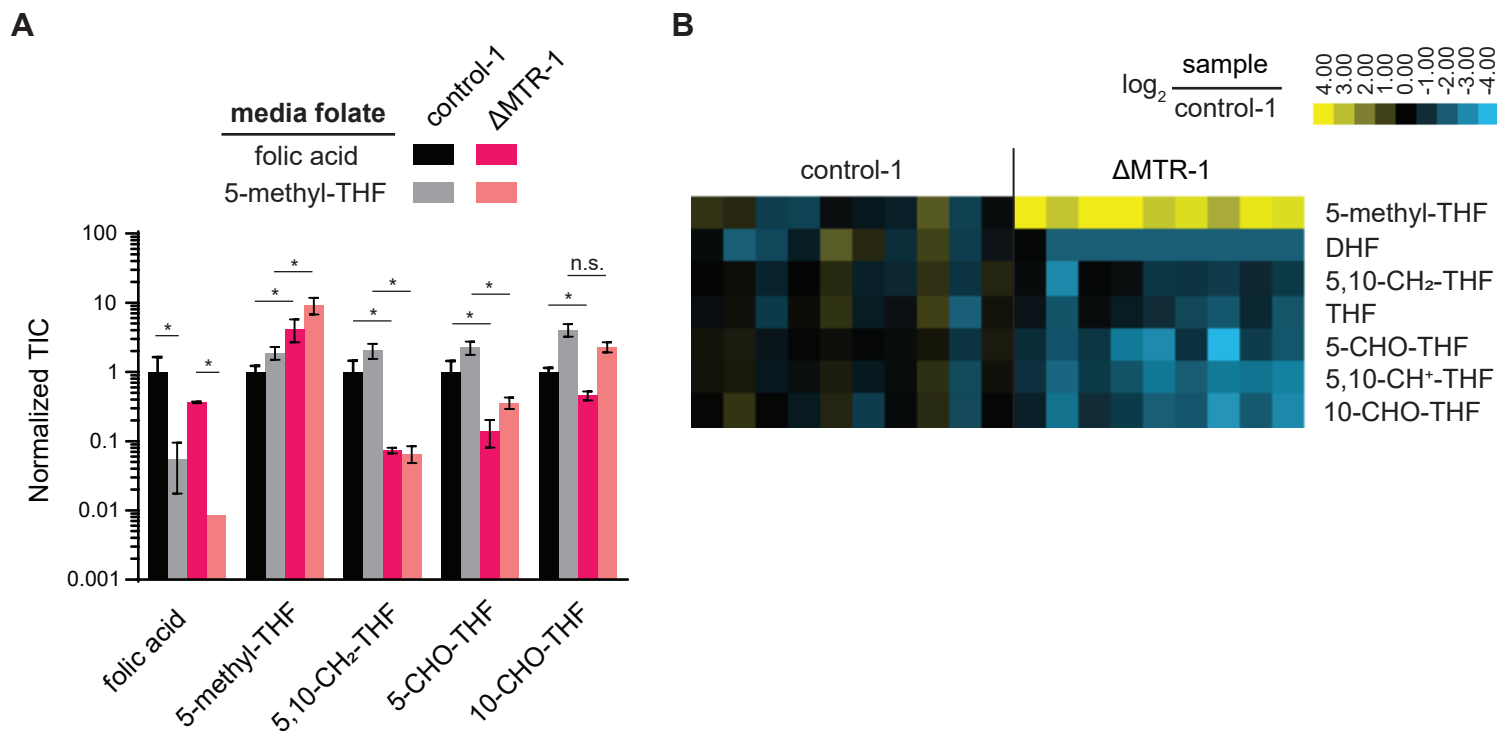 A
media folate
control-1
ΔMTR-1
folic acid
5-methyl-THF
Normalized TIC
100
10
1
0.1
0.01
0.001
*
*
*
*
*
*
*
*
*
n.s.
folic acid
5-methyl-THF
5,10-CH₂-THF
5-CHO-THF
10-CHO-THF
B
log₂ sample
control-1
4.00
3.00
2.00
1.00
0.000
-1.00
-2.00
-3.00
-4.00
control-1
ΔMTR-1
5-methyl-THF
DHF
5,10-CH₂-THF
THF
5-CHO-THF
5,10-CH⁺-THF
10-CHO-THF